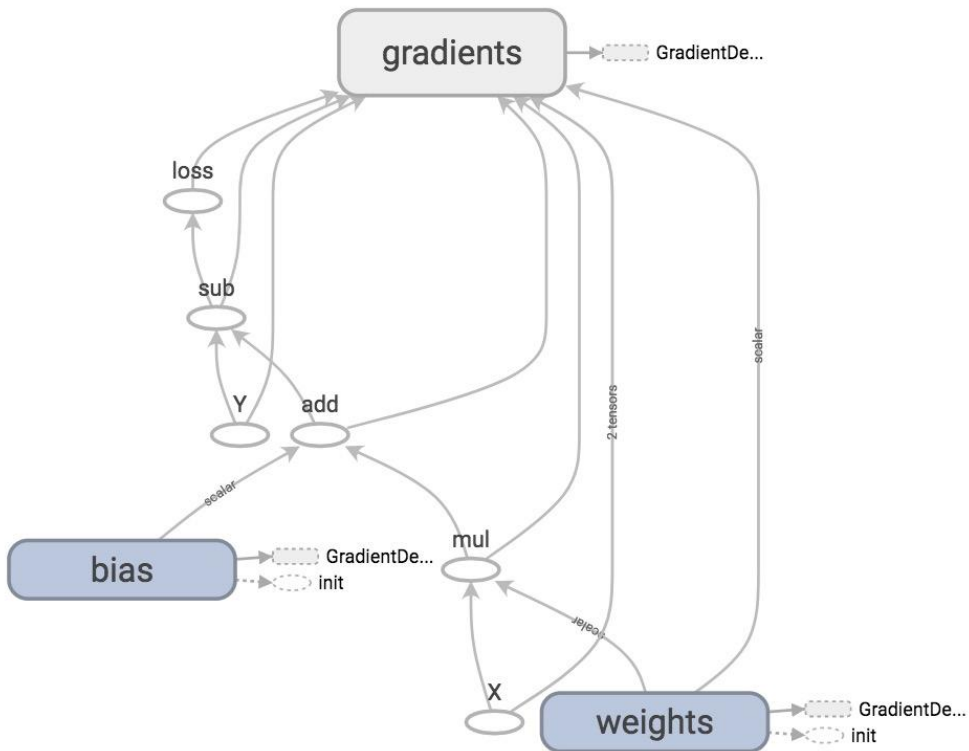 gradients
GradientDe...
loss
sub
scalar
Y
add
2 tensors
scalar
mul
bias
GradientDe...
init
scalar
X
weights
GradientDe...
init